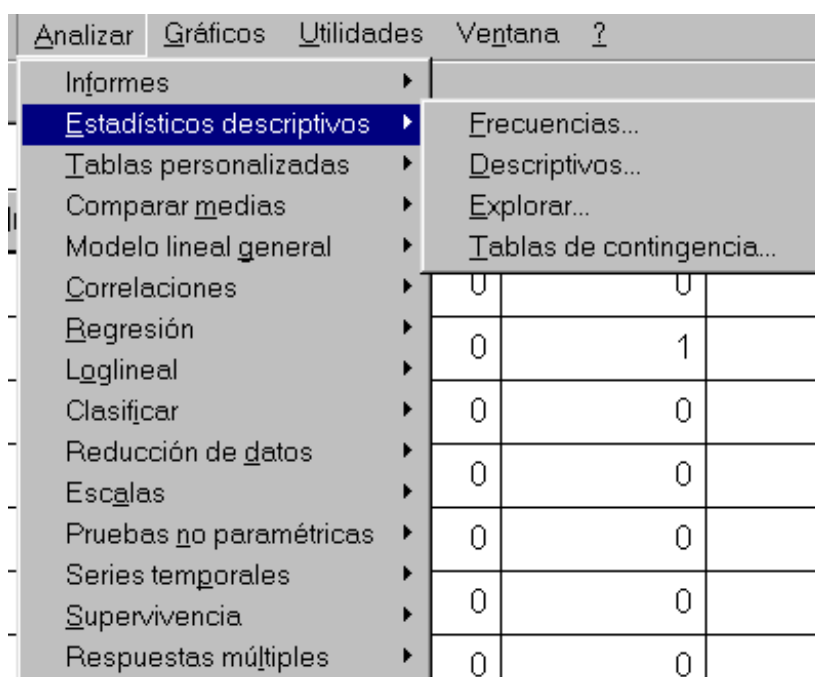 Analizar Gráficos Utilidades Ventana ?
Informes
Estadísticos descriptivos
Frecuencias...
Tablas personalizadas
Descriptivos...
Comparar medias
Explorar...
Modelo lineal general
Tablas de contingencia...
Correlaciones
0 0
Regresión
0 1
Loglineal
Clasificar
0 0
Reducción de datos
0 0
Escalas
Pruebas no paramétricas
0 0
Series temporales
0 0
Supervivencia
Respuestas múltiples
0 0